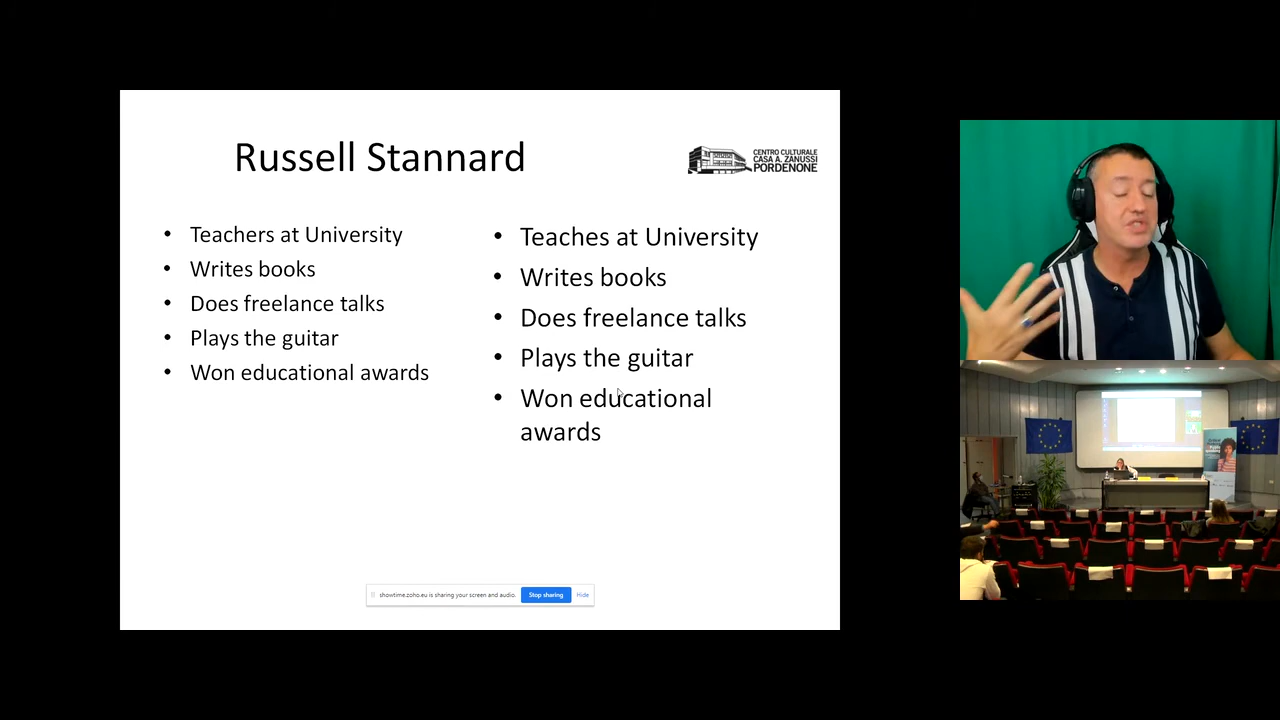 Russell Stannard
CENTRO CULTURALE
CASA A. ZANUSSI
PORDENONE
• Teachers at University
• Writes books
• Does freelance talks
• Plays the guitar
• Won educational awards
• Teaches at University
• Writes books
• Does freelance talks
• Plays the guitar
• Won educational
awards
showtime.zoho.eu is sharing your screen and audio.
Stop sharing
Hide